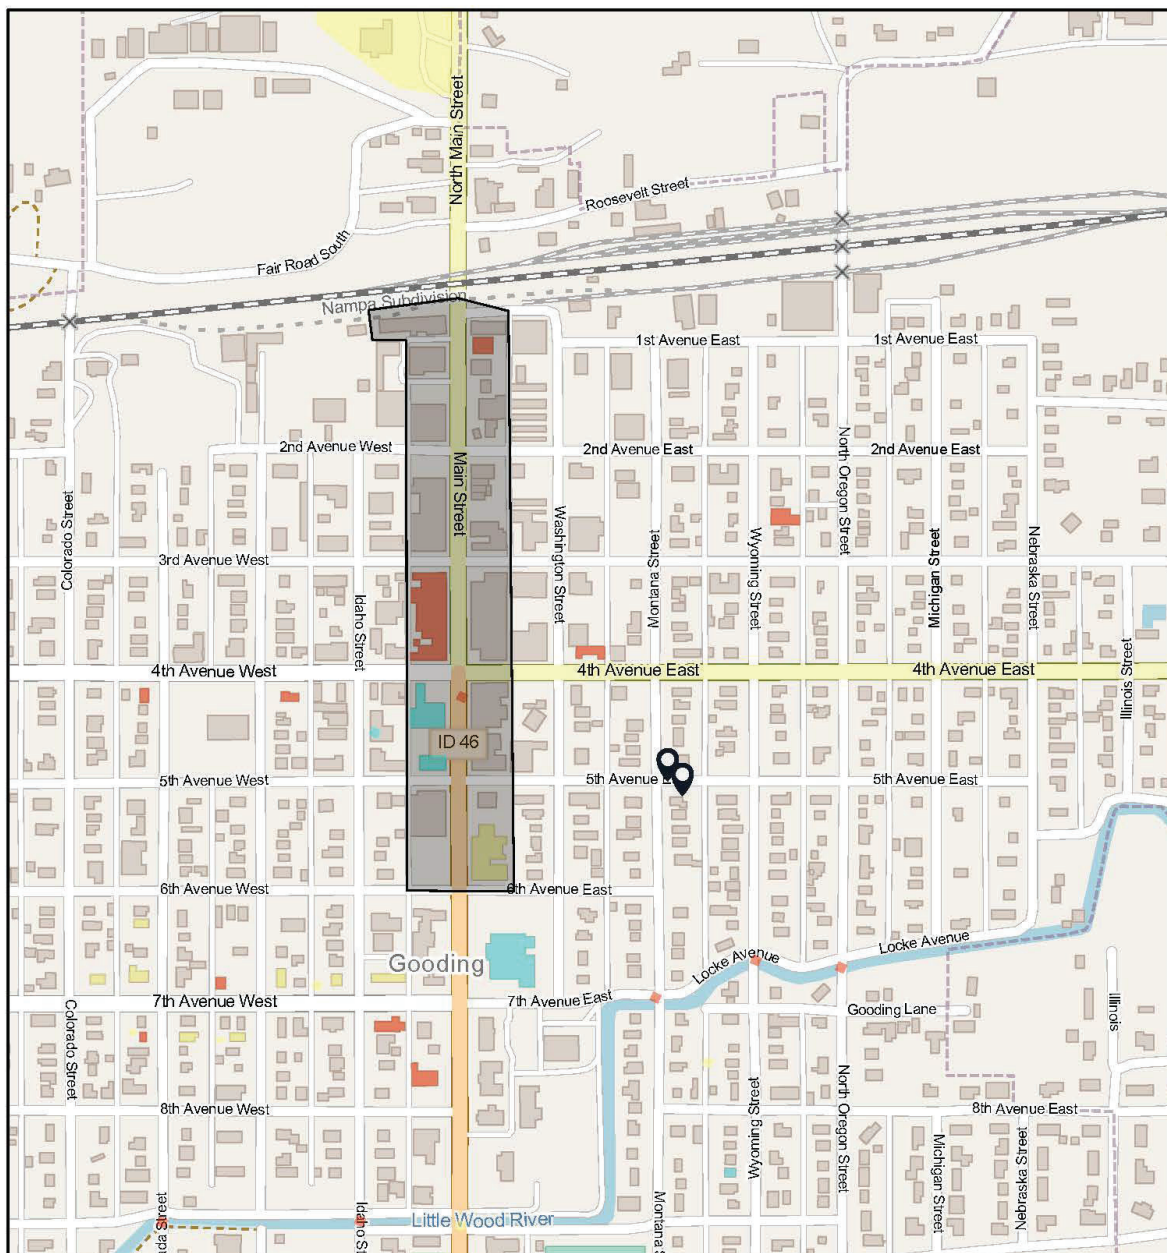 North Main Street
Roosevelt Street
Fair Road South
Nampa Subdivision
1st Avenue East
1st Avenue East
2nd Avenue West
Main Street
2nd Avenue East
North Oregon Street
2nd Avenue East
Colorado Street
Washington Street
Montana Street
Wyoming Street
Michigan Street
Nebraska Street
3rd Avenue West
Idaho Street
Illinois Street
4th Avenue West
4th Avenue East
4th Avenue East
ID 46
5th Avenue West
5th Avenue E
5th Avenue East
6th Avenue West
6th Avenue East
Gooding
Locke Avenue
Locke Avenue
7th Avenue West
7th Avenue East
Gooding Lane
Illinois
Colorado Street
Wyoming Street
North Oregon Street
8th Avenue West
8th Avenue East
Michigan Street
Nebraska Street
ada Street
Idaho St
Little Wood River
Montana S